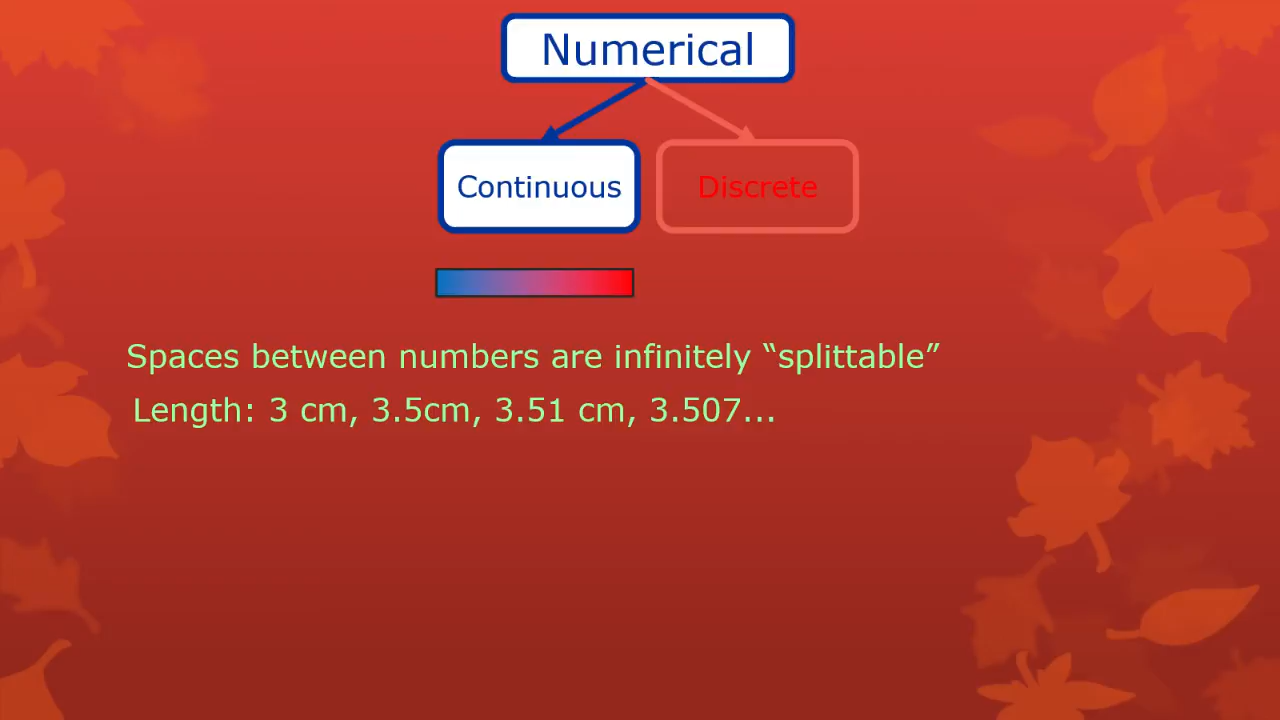 Numerical
Continuous
Discrete
Spaces between numbers are infinitely “splittable”
Length: 3 cm, 3.5cm, 3.51 cm, 3.507...